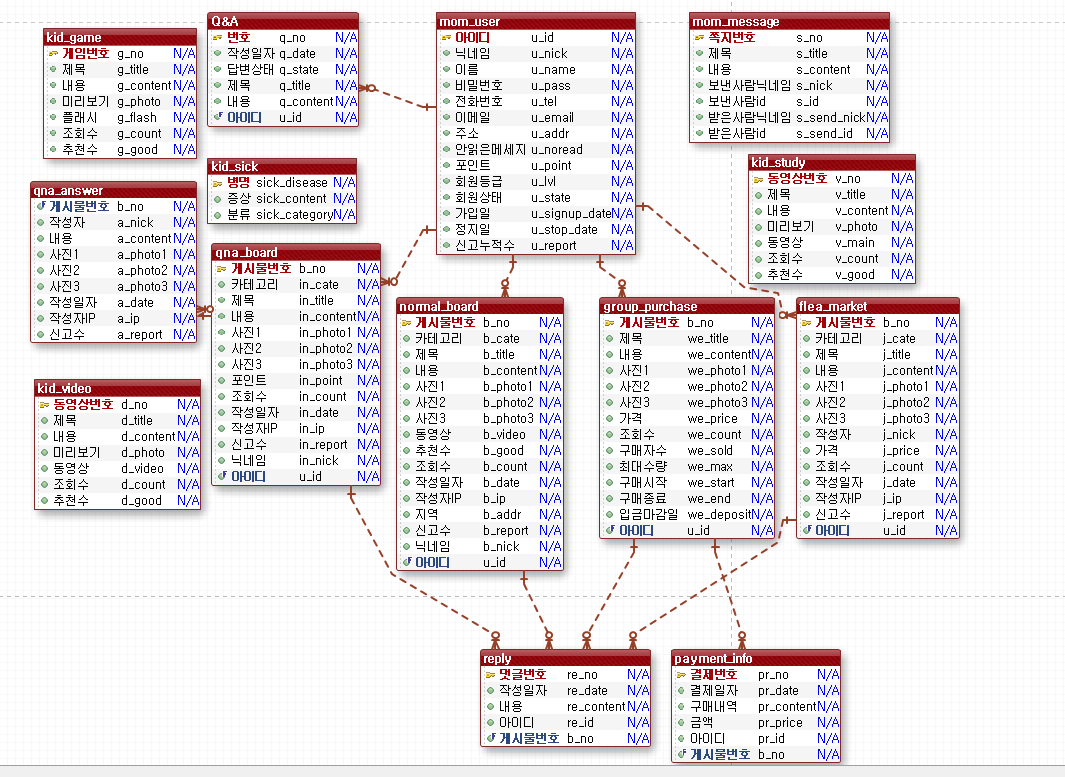 kid_game
게임번호 g_no N/A
제목 g_title N/A
내용 g_content N/A
미리보기 g_photo N/A
플래시 g_flash N/A
조회수 g_count N/A
추천수 g_good N/A
Q&A
번호 q_no N/A
작성일자 q_date N/A
답변상태 q_state N/A
제목 q_title N/A
내용 q_content N/A
아이디 u_id N/A
mom_user
아이디 u_id N/A
닉네임 u_nick N/A
이름 u_name N/A
비밀번호 u_pass N/A
전화번호 u_tel N/A
이메일 u_email N/A
주소 u_addr N/A
안읽은메세지 u_noread N/A
포인트 u_point N/A
회원등급 u_lvl N/A
회원상태 u_state N/A
가입일 u_signup_date N/A
정지일 u_stop_date N/A
신고누적수 u_report N/A
mom_message
쪽지번호 s_no N/A
제목 s_title N/A
내용 s_content N/A
보낸사람닉네임 s_nick N/A
보낸사람id s_id N/A
받은사람닉네임 s_send_nick N/A
받은사람id s_send_id N/A
kid_sick
병명 sick_disease N/A
증상 sick_content N/A
분류 sick_category N/A
kid_study
동영상번호 v_no N/A
제목 v_title N/A
내용 v_content N/A
미리보기 v_photo N/A
동영상 v_main N/A
조회수 v_count N/A
추천수 v_good N/A
qna_answer
게시물번호 b_no N/A
작성자 a_nick N/A
내용 a_content N/A
사진1 a_photo1 N/A
사진2 a_photo2 N/A
사진3 a_photo3 N/A
작성일자 a_date N/A
작성자IP a_ip N/A
신고수 a_report N/A
qna_board
게시물번호 b_no N/A
카테고리 in_cate N/A
제목 in_title N/A
내용 in_content N/A
사진1 in_photo1 N/A
사진2 in_photo2 N/A
사진3 in_photo3 N/A
포인트 in_point N/A
조회수 in_count N/A
작성일자 in_date N/A
작성자IP in_ip N/A
신고수 in_report N/A
닉네임 in_nick N/A
아이디 u_id N/A
normal_board
게시물번호 b_no N/A
카테고리 b_cate N/A
제목 b_title N/A
내용 b_content N/A
사진1 b_photo1 N/A
사진2 b_photo2 N/A
사진3 b_photo3 N/A
동영상 b_video N/A
추천수 b_good N/A
조회수 b_count N/A
작성일자 b_date N/A
작성자IP b_ip N/A
지역 b_addr N/A
신고수 b_report N/A
닉네임 b_nick N/A
아이디 u_id N/A
group_purchase
게시물번호 b_no N/A
제목 we_title N/A
내용 we_content N/A
사진1 we_photo1 N/A
사진2 we_photo2 N/A
사진3 we_photo3 N/A
가격 we_price N/A
조회수 we_count N/A
구매자수 we_sold N/A
최대수량 we_max N/A
구매시작 we_start N/A
구매종료 we_end N/A
입금마감일 we_deposit N/A
아이디 u_id N/A
flea_market
게시물번호 b_no N/A
카테고리 j_cate N/A
제목 j_title N/A
내용 j_content N/A
사진1 j_photo1 N/A
사진2 j_photo2 N/A
사진3 j_photo3 N/A
작성자 j_nick N/A
가격 j_price N/A
조회수 j_count N/A
작성일자 j_date N/A
작성자IP j_ip N/A
신고수 j_report N/A
아이디 u_id N/A
kid_video
동영상번호 d_no N/A
제목 d_title N/A
내용 d_content N/A
미리보기 d_photo N/A
동영상 d_video N/A
조회수 d_count N/A
추천수 d_good N/A
reply
댓글번호 re_no N/A
작성일자 re_date N/A
내용 re_content N/A
아이디 re_id N/A
게시물번호 b_no N/A
payment_info
결제번호 pr_no N/A
결제일자 pr_date N/A
구매내역 pr_content N/A
금액 pr_price N/A
아이디 pr_id N/A
게시물번호 b_no N/A